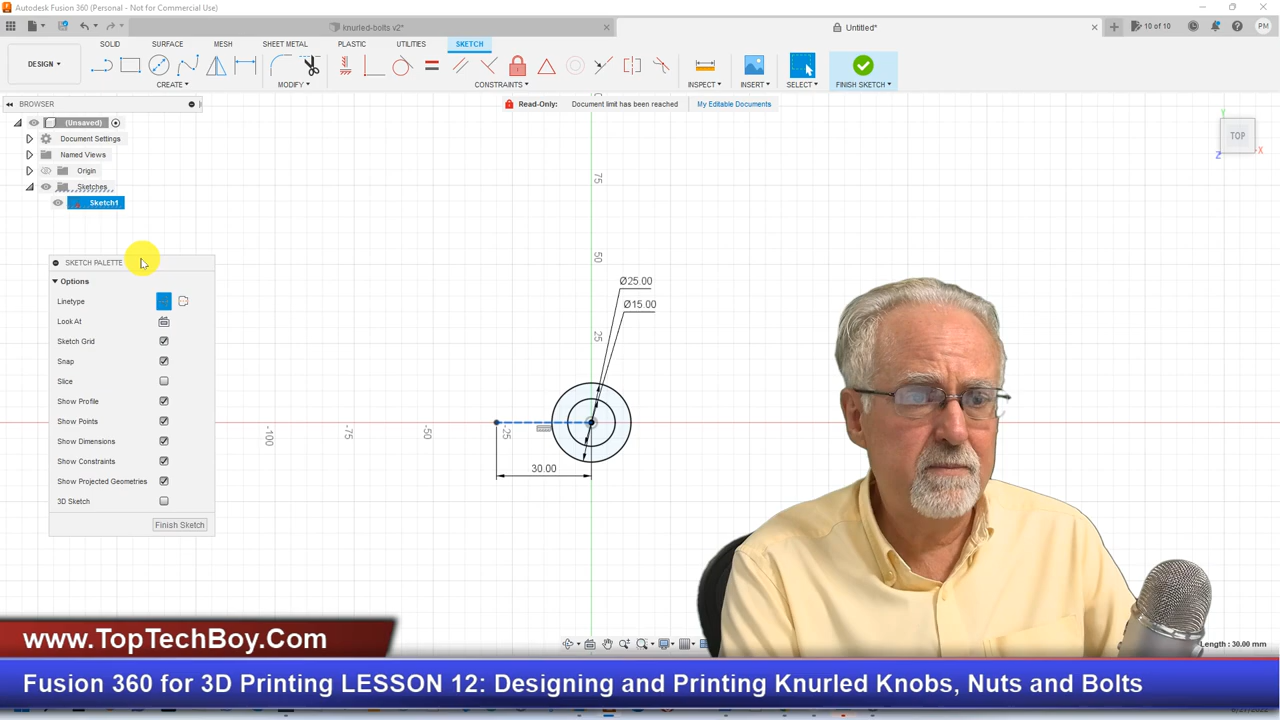 Autodesk Fusion 360 (Personal - Not for Commercial Use)
knurled-bolts v2*
Untitled*
10 of 10
PM
SOLID SURFACE MESH SHEET METAL PLASTIC UTILITIES SKETCH
DESIGN
CREATE MODIFY CONSTRAINTS INSPECT INSERT SELECT FINISH SKETCH
BROWSER
Read-Only: Document limit has been reached My Editable Documents
(Unsaved)
Document Settings
Named Views
Origin
Sketches
Sketch1
TOP
X
Y
Z
SKETCH PALETTE
Options
Linetype
Look At
Sketch Grid
Snap
Slice
Show Profile
Show Points
Show Dimensions
Show Constraints
Show Projected Geometries
3D Sketch
Finish Sketch
75
50
25
-100
-75
-50
-25
Ø25.00
Ø15.00
30.00
Length : 30.00 mm
www.TopTechBoy.Com
Fusion 360 for 3D Printing LESSON 12: Designing and Printing Knurled Knobs, Nuts and Bolts